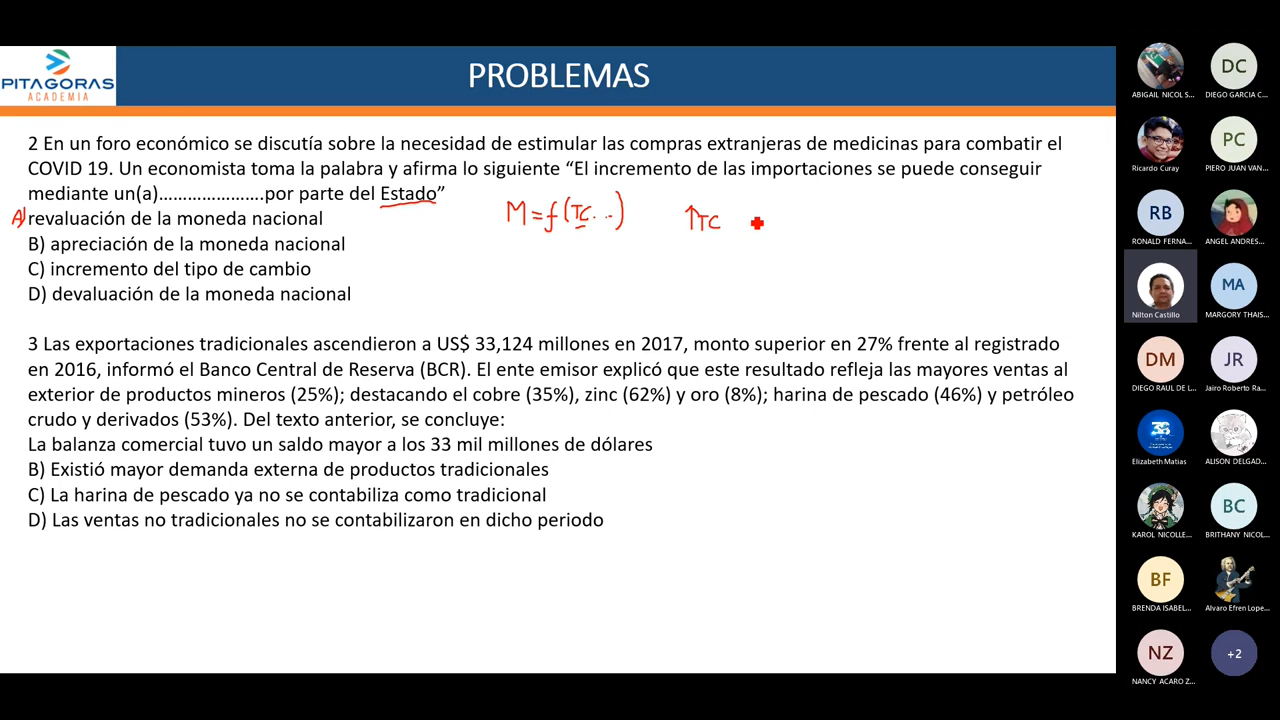 PITAGORAS
ACADEMIA
PROBLEMAS
2 En un foro económico se discutía sobre la necesidad de estimular las compras extranjeras de medicinas para combatir el
COVID 19. Un economista toma la palabra y afirma lo siguiente “El incremento de las importaciones se puede conseguir
mediante un(a)………………….por parte del Estado”
A) revaluación de la moneda nacional
M = f (TC...)
↑TC
B) apreciación de la moneda nacional
C) incremento del tipo de cambio
D) devaluación de la moneda nacional
3 Las exportaciones tradicionales ascendieron a US$ 33,124 millones en 2017, monto superior en 27% frente al registrado
en 2016, informó el Banco Central de Reserva (BCR). El ente emisor explicó que este resultado refleja las mayores ventas al
exterior de productos mineros (25%); destacando el cobre (35%), zinc (62%) y oro (8%); harina de pescado (46%) y petróleo
crudo y derivados (53%). Del texto anterior, se concluye:
La balanza comercial tuvo un saldo mayor a los 33 mil millones de dólares
B) Existió mayor demanda externa de productos tradicionales
C) La harina de pescado ya no se contabiliza como tradicional
D) Las ventas no tradicionales no se contabilizaron en dicho periodo
ABIGAIL NICOL S...
DC
DIEGO GARCIA C...
Ricardo Curay
PC
PIERO JUAN VAN...
RB
RONALD FERNA...
ANGEL ANDRES...
Nilton Castillo
MA
MARGORY THAIS...
DM
DIEGO RAUL DE L...
JR
Jairo Roberto Ra...
Elizabeth Matias
ALISON DELGAD...
KAROL NICOLLE...
BC
BRITHANY NICOL...
BF
BRENDA ISABEL...
Alvaro Efren Lope...
NZ
NANCY ACARO Z...
+2